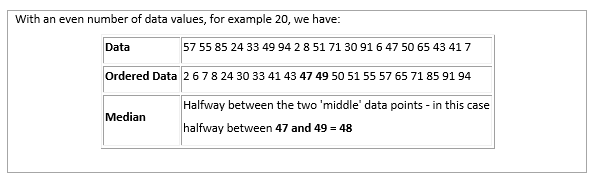 With an even number of data values, for example 20, we have:
Data 57 55 85 24 33 49 94 2 8 51 71 30 91 6 47 50 65 43 41 7
Ordered Data 2 6 7 8 24 30 33 41 43 47 49 50 51 55 57 65 71 85 91 94
Median
Halfway between the two 'middle' data points - in this case
halfway between 47 and 49 = 48